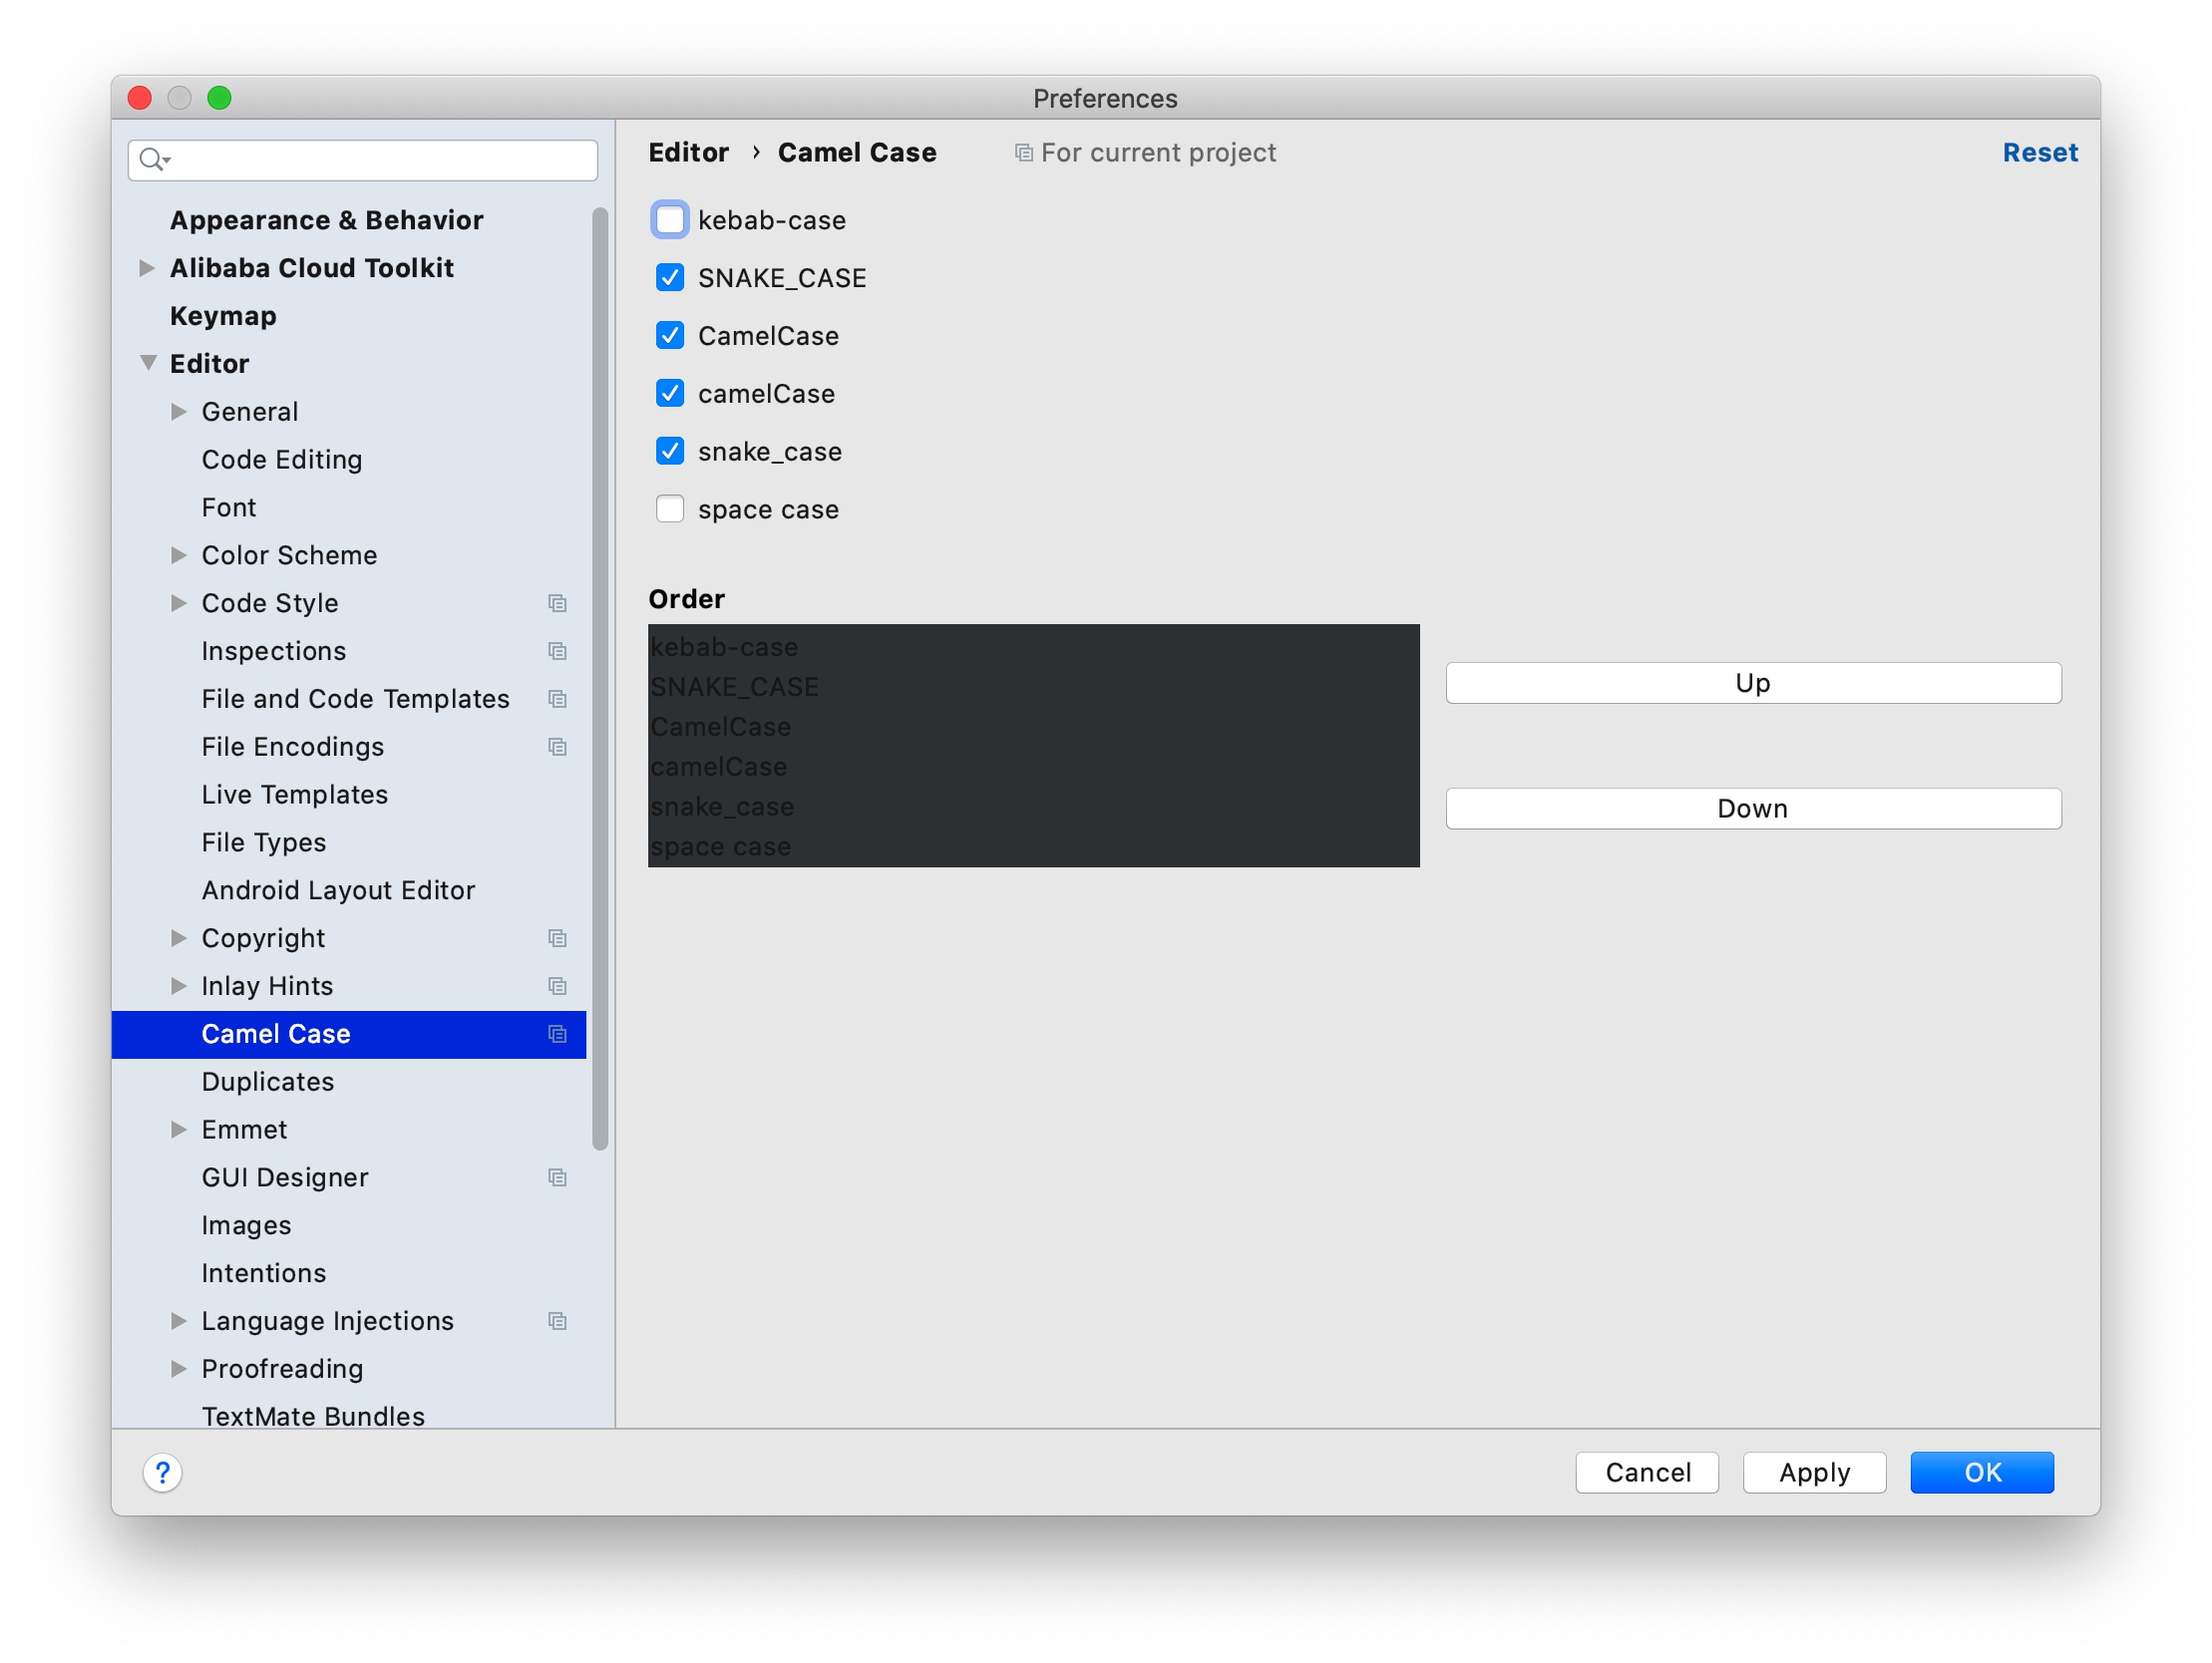 Preferences
Appearance & Behavior
Alibaba Cloud Toolkit
Keymap
Editor
General
Code Editing
Font
Color Scheme
Code Style
Inspections
File and Code Templates
File Encodings
Live Templates
File Types
Android Layout Editor
Copyright
Inlay Hints
Camel Case
Duplicates
Emmet
GUI Designer
Images
Intentions
Language Injections
Proofreading
TextMate Bundles
Editor › Camel Case For current project Reset
kebab-case
SNAKE_CASE
CamelCase
camelCase
snake_case
space case
Order
kebab-case
SNAKE_CASE
CamelCase
camelCase
snake_case
space case
Up
Down
? Cancel Apply OK